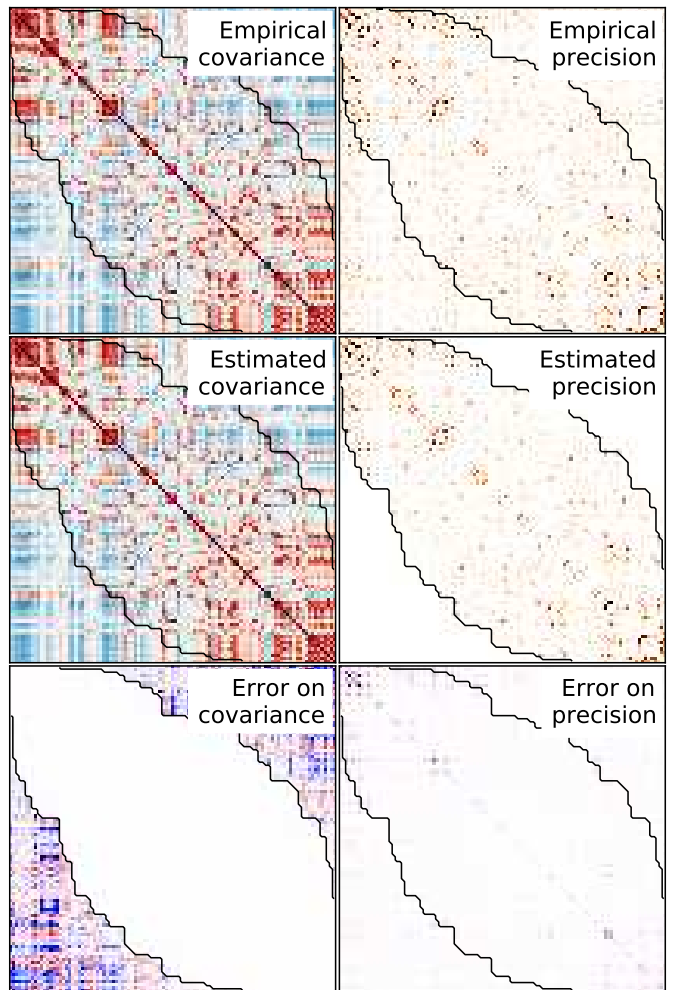 Empirical
covariance
Empirical
precision
Estimated
covariance
Estimated
precision
Error on
covariance
Error on
precision